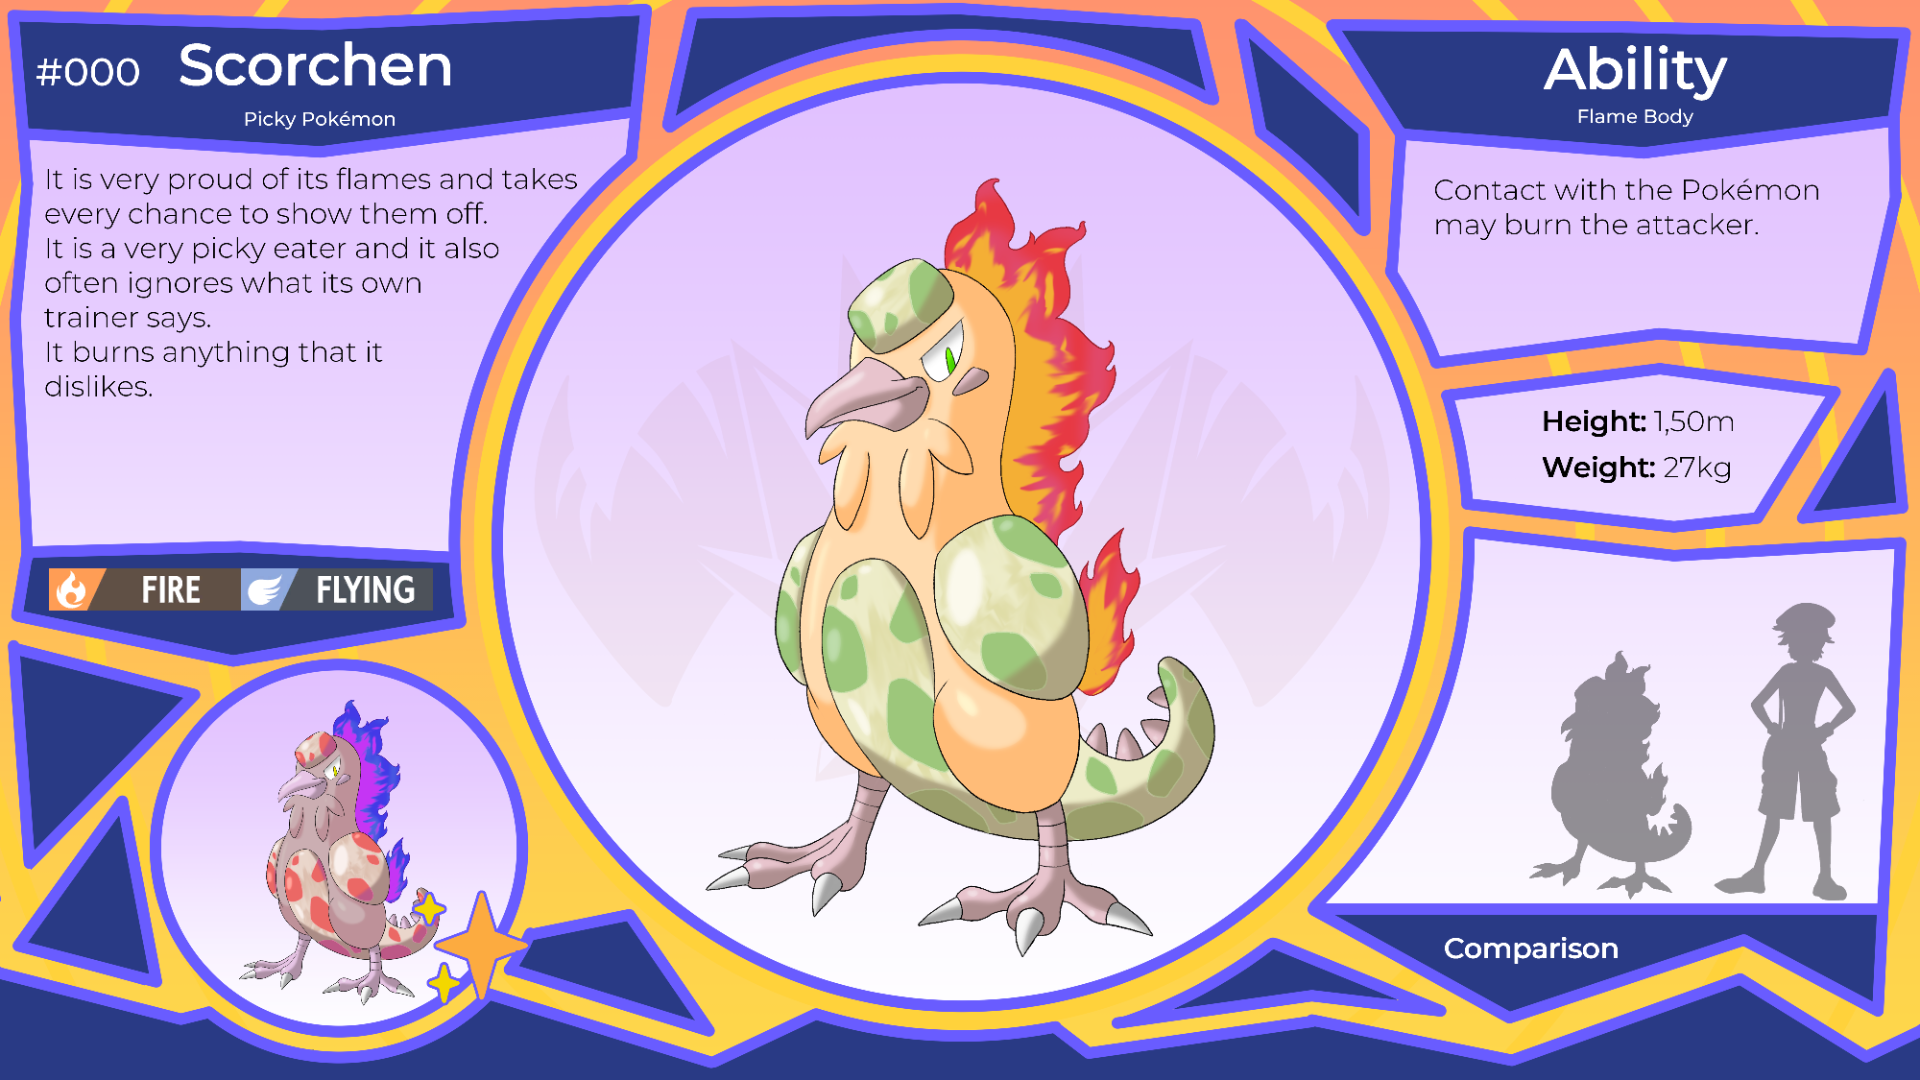 #000 Scorchen
Picky Pokémon
It is very proud of its flames and takes
every chance to show them off.
It is a very picky eater and it also
often ignores what its own
trainer says.
It burns anything that it
dislikes.
FIRE FLYING
Ability
Flame Body
Contact with the Pokémon
may burn the attacker.
Height: 1,50m
Weight: 27kg
Comparison